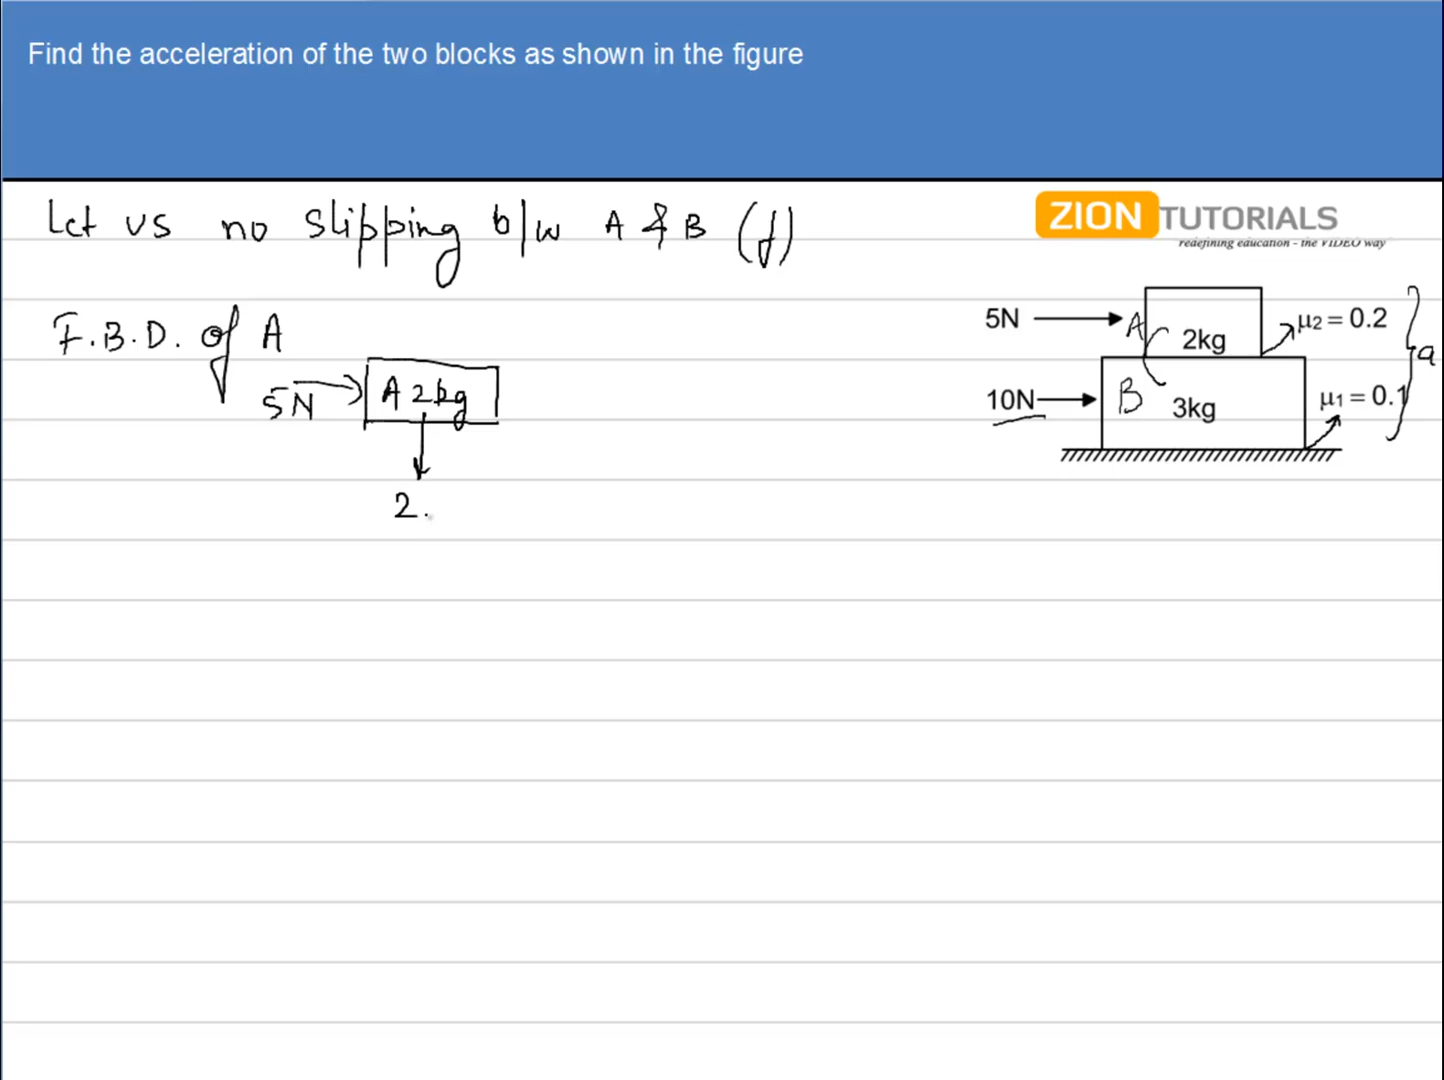 Find the acceleration of the two blocks as shown in the figure
Let us no slipping b/w A & B (f)
ZION TUTORIALS
redefining education - the VIDEO way
F.B.D. of A
5N
A 2kg
2.
5N
A
2kg
μ2 = 0.2
a
10N
B
3kg
μ1 = 0.1